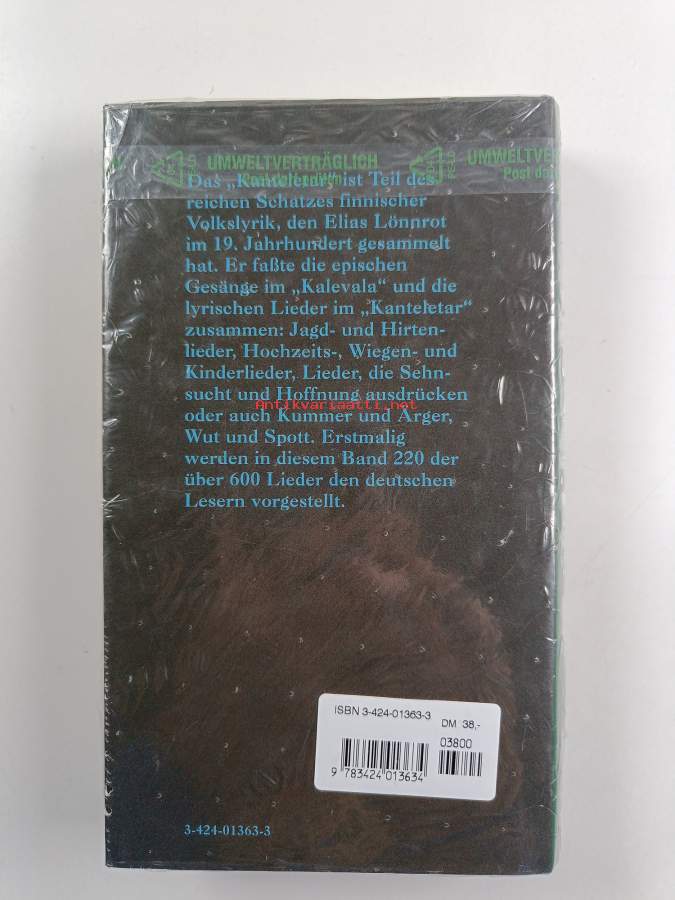 UMWELTVERTRÄGLICH UMWELTVER
Post dar
Das „Kanteletar“ ist Teil des
reichen Schatzes finnischer
Volkslyrik, den Elias Lönnrot
im 19. Jahrhundert gesammelt
hat. Er faßte die epischen
Gesänge im „Kalevala“ und die
lyrischen Lieder im „Kanteletar“
zusammen: Jagd- und Hirten-
lieder, Hochzeits-, Wiegen- und
Kinderlieder, Lieder, die Sehn-
sucht und Hoffnung ausdrücken
Antikvariaatti.net
oder auch Kummer und Ärger,
Wut und Spott. Erstmalig
werden in diesem Band 220 der
über 600 Lieder den deutschen
Lesern vorgestellt.
ISBN 3-424-01363-3 DM 38,-
03800
9 783424 013634
3-424-01363-3